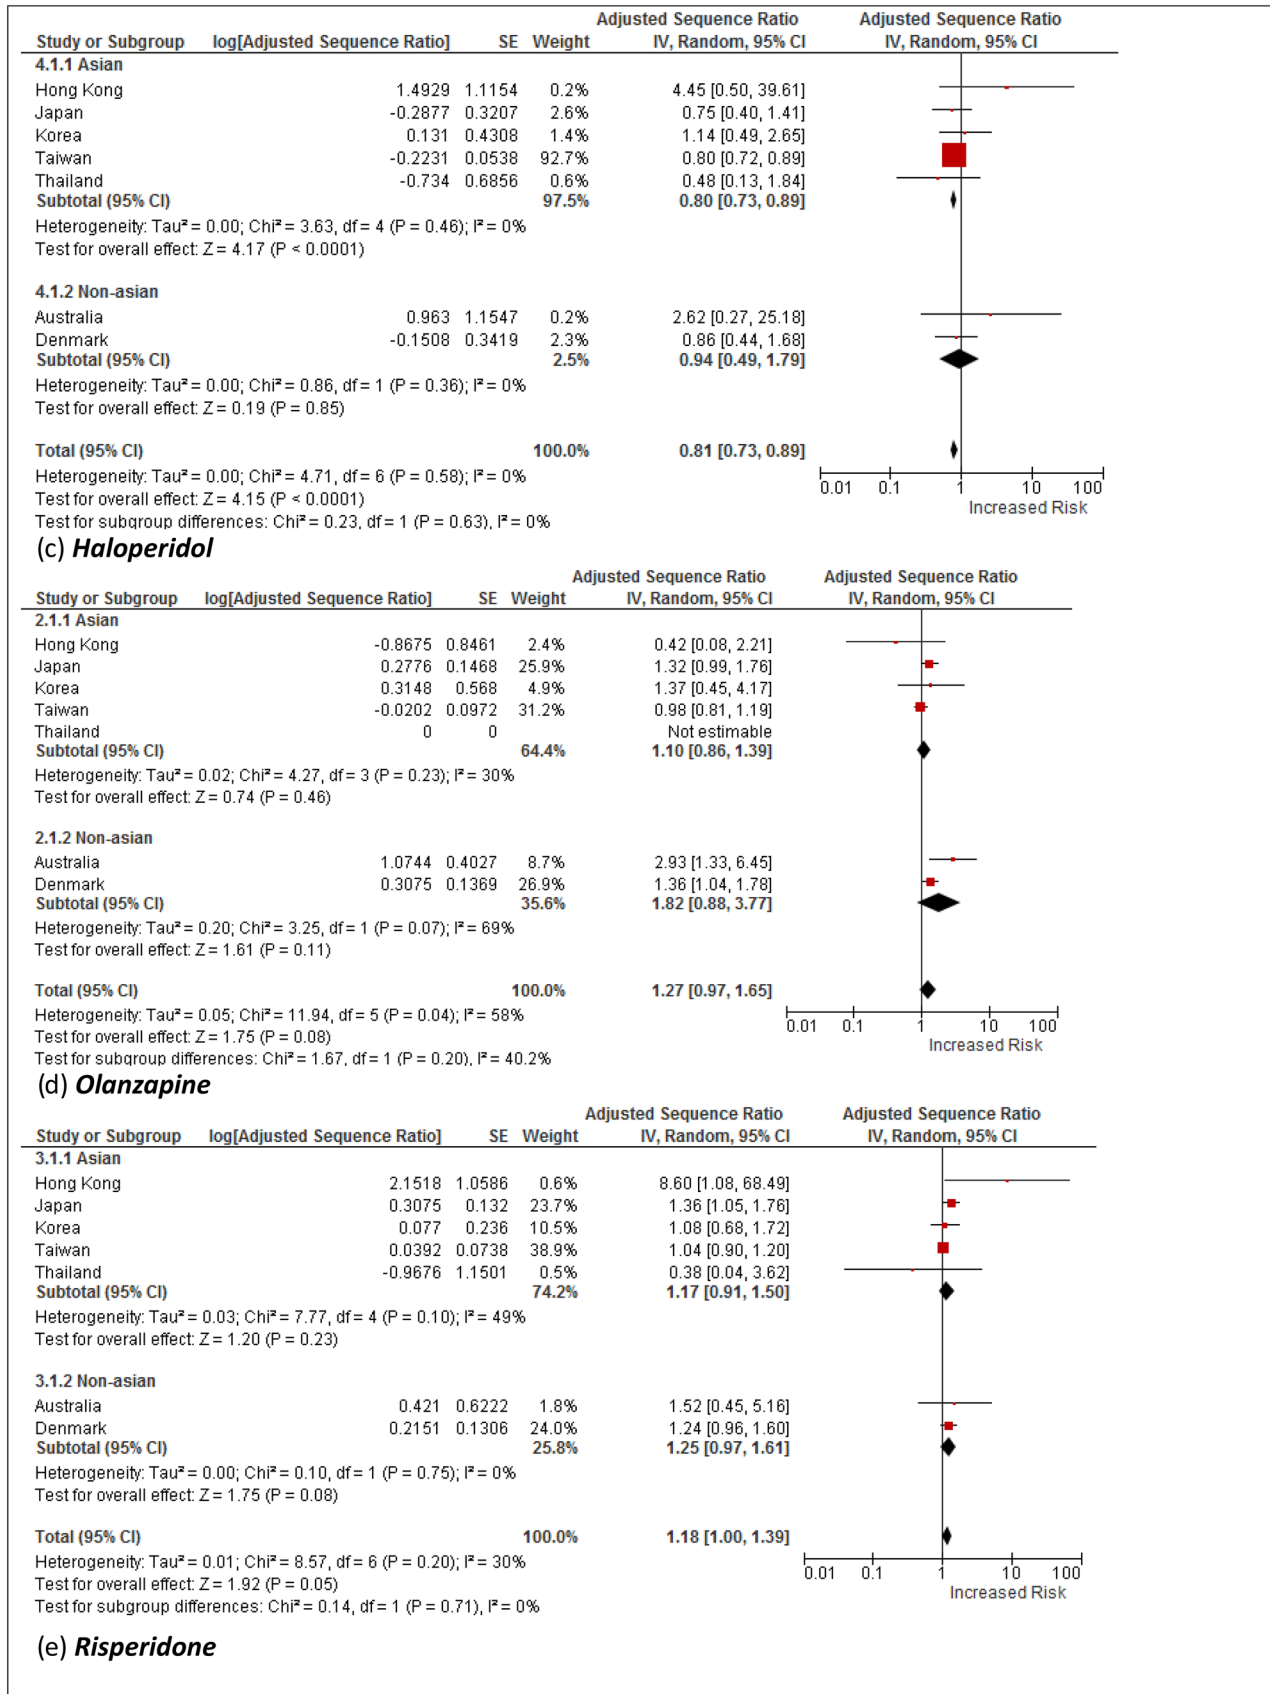 Adjusted Sequence Ratio Adjusted Sequence Ratio
Study or Subgroup log[Adjusted Sequence Ratio] SE Weight IV, Random, 95% CI IV, Random, 95% CI
4.1.1 Asian
Hong Kong 1.4929 1.1154 0.2% 4.45 [0.50, 39.61]
Japan -0.2877 0.3207 2.6% 0.75 [0.40, 1.41]
Korea 0.131 0.4308 1.4% 1.14 [0.49, 2.65]
Taiwan -0.2231 0.0538 92.7% 0.80 [0.72, 0.89]
Thailand -0.734 0.6856 0.6% 0.48 [0.13, 1.84]
Subtotal (95% CI) 97.5% 0.80 [0.73, 0.89]
Heterogeneity: Tau² = 0.00; Chi² = 3.63, df = 4 (P = 0.46); I² = 0%
Test for overall effect: Z = 4.17 (P < 0.0001)
4.1.2 Non-asian
Australia 0.963 1.1547 0.2% 2.62 [0.27, 25.18]
Denmark -0.1508 0.3419 2.3% 0.86 [0.44, 1.68]
Subtotal (95% CI) 2.5% 0.94 [0.49, 1.79]
Heterogeneity: Tau² = 0.00; Chi² = 0.86, df = 1 (P = 0.36); I² = 0%
Test for overall effect: Z = 0.19 (P = 0.85)
Total (95% CI) 100.0% 0.81 [0.73, 0.89]
Heterogeneity: Tau² = 0.00; Chi² = 4.71, df = 6 (P = 0.58); I² = 0%
0.01 0.1 1 10 100
Test for overall effect: Z = 4.15 (P < 0.0001)
Increased Risk
Test for subgroup differences: Chi² = 0.23, df = 1 (P = 0.63), I² = 0%
(c) Haloperidol
Adjusted Sequence Ratio Adjusted Sequence Ratio
Study or Subgroup log[Adjusted Sequence Ratio] SE Weight IV, Random, 95% CI IV, Random, 95% CI
2.1.1 Asian
Hong Kong -0.8675 0.8461 2.4% 0.42 [0.08, 2.21]
Japan 0.2776 0.1468 25.9% 1.32 [0.99, 1.76]
Korea 0.3148 0.568 4.9% 1.37 [0.45, 4.17]
Taiwan -0.0202 0.0972 31.2% 0.98 [0.81, 1.19]
Thailand 0 0 Not estimable
Subtotal (95% CI) 64.4% 1.10 [0.86, 1.39]
Heterogeneity: Tau² = 0.02; Chi² = 4.27, df = 3 (P = 0.23); I² = 30%
Test for overall effect: Z = 0.74 (P = 0.46)
2.1.2 Non-asian
Australia 1.0744 0.4027 8.7% 2.93 [1.33, 6.45]
Denmark 0.3075 0.1369 26.9% 1.36 [1.04, 1.78]
Subtotal (95% CI) 35.6% 1.82 [0.88, 3.77]
Heterogeneity: Tau² = 0.20; Chi² = 3.25, df = 1 (P = 0.07); I² = 69%
Test for overall effect: Z = 1.61 (P = 0.11)
Total (95% CI) 100.0% 1.27 [0.97, 1.65]
Heterogeneity: Tau² = 0.05; Chi² = 11.94, df = 5 (P = 0.04); I² = 58%
0.01 0.1 1 10 100
Test for overall effect: Z = 1.75 (P = 0.08)
Increased Risk
Test for subgroup differences: Chi² = 1.67, df = 1 (P = 0.20), I² = 40.2%
(d) Olanzapine
Adjusted Sequence Ratio Adjusted Sequence Ratio
Study or Subgroup log[Adjusted Sequence Ratio] SE Weight IV, Random, 95% CI IV, Random, 95% CI
3.1.1 Asian
Hong Kong 2.1518 1.0586 0.6% 8.60 [1.08, 68.49]
Japan 0.3075 0.132 23.7% 1.36 [1.05, 1.76]
Korea 0.077 0.236 10.5% 1.08 [0.68, 1.72]
Taiwan 0.0392 0.0738 38.9% 1.04 [0.90, 1.20]
Thailand -0.9676 1.1501 0.5% 0.38 [0.04, 3.62]
Subtotal (95% CI) 74.2% 1.17 [0.91, 1.50]
Heterogeneity: Tau² = 0.03; Chi² = 7.77, df = 4 (P = 0.10); I² = 49%
Test for overall effect: Z = 1.20 (P = 0.23)
3.1.2 Non-asian
Australia 0.421 0.6222 1.8% 1.52 [0.45, 5.16]
Denmark 0.2151 0.1306 24.0% 1.24 [0.96, 1.60]
Subtotal (95% CI) 25.8% 1.25 [0.97, 1.61]
Heterogeneity: Tau² = 0.00; Chi² = 0.10, df = 1 (P = 0.75); I² = 0%
Test for overall effect: Z = 1.75 (P = 0.08)
Total (95% CI) 100.0% 1.18 [1.00, 1.39]
Heterogeneity: Tau² = 0.01; Chi² = 8.57, df = 6 (P = 0.20); I² = 30%
0.01 0.1 1 10 100
Test for overall effect: Z = 1.92 (P = 0.05)
Increased Risk
Test for subgroup differences: Chi² = 0.14, df = 1 (P = 0.71), I² = 0%
(e) Risperidone